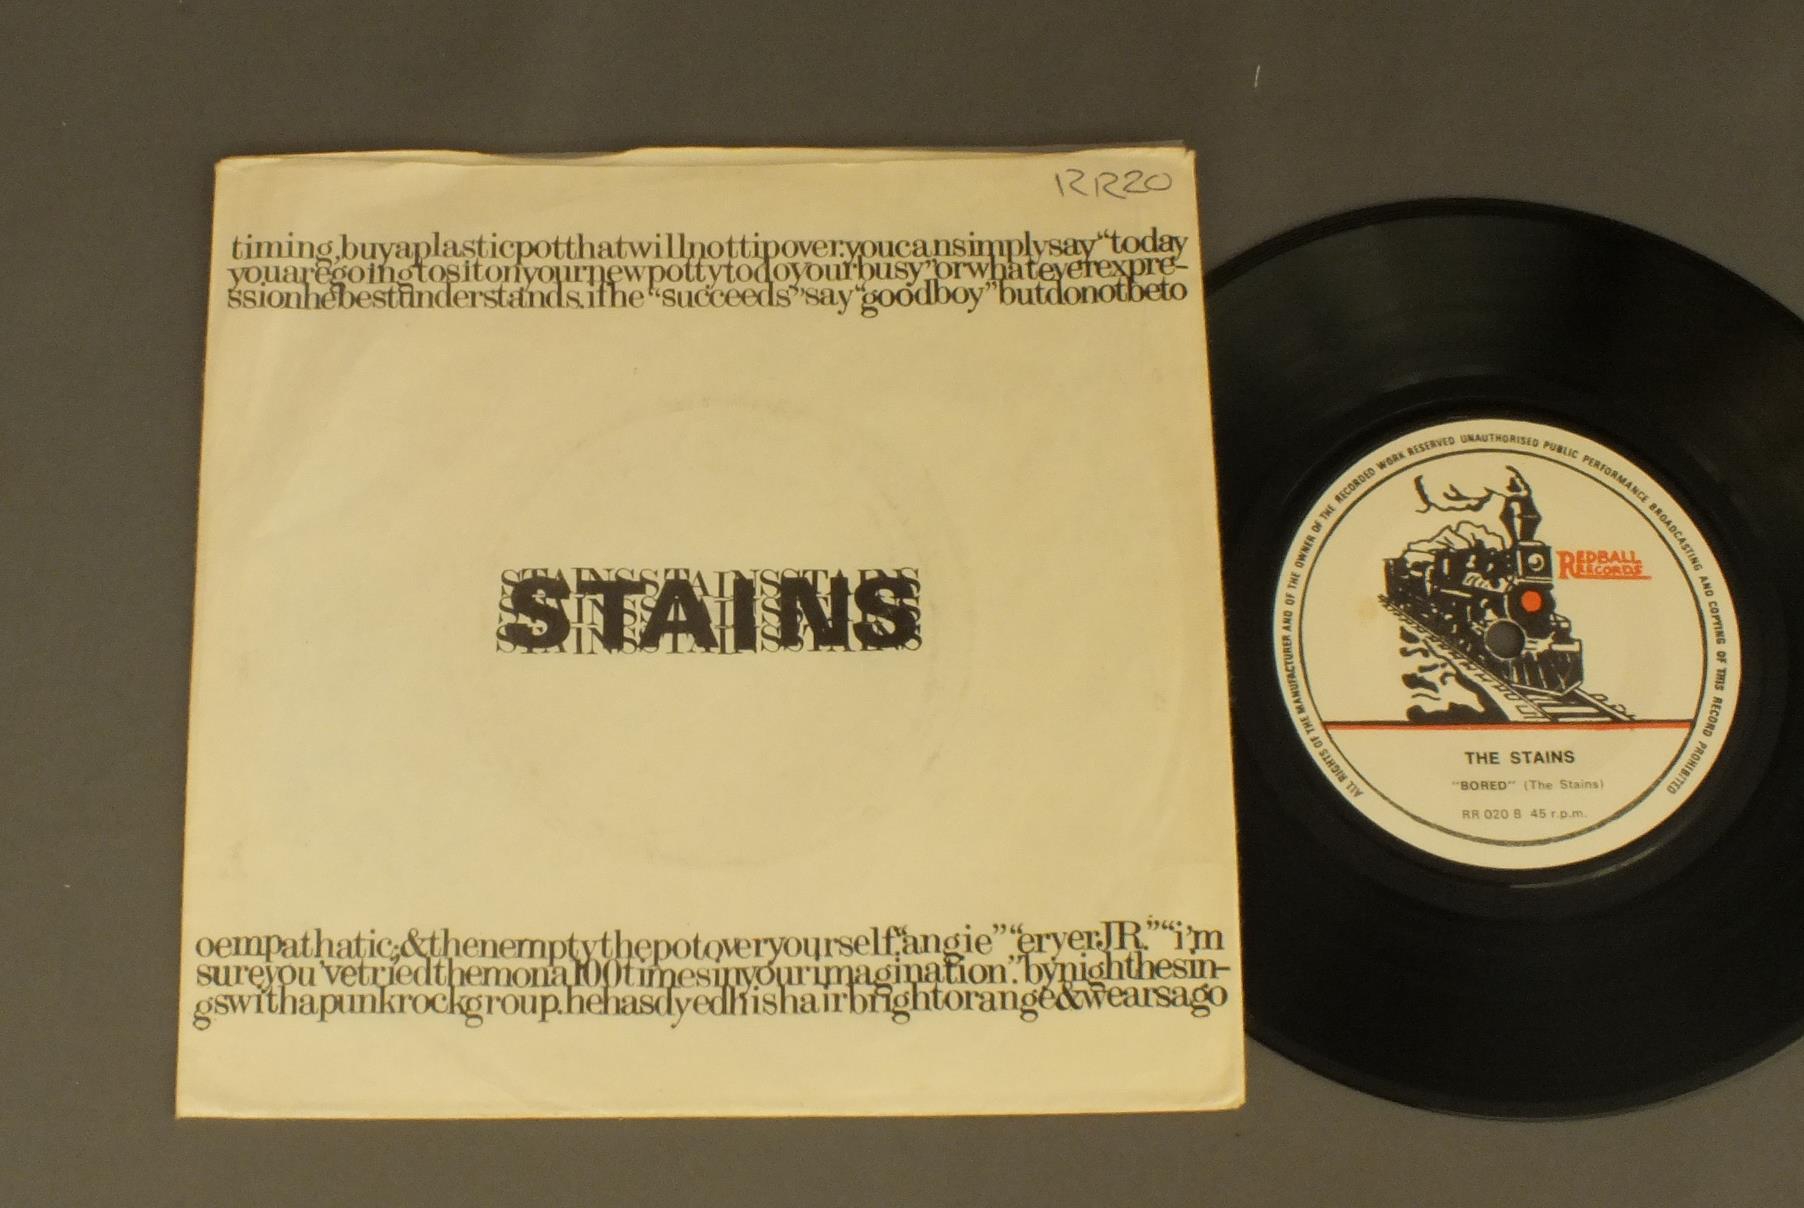 RR20
timing,buyaplasticpotthatwillnottipover.youcansimplysay“today
youaregoingtositonyournewpottytodoyourbusy”orwhateverexpre-
ssionhebestunderstands.ifhe“succeeds”say“goodboy”butdonotbeto
STAINSSTAINSSTAINS
STAINSSTAINSSTAINS
STAINSSTAINSSTAINS
STAINS
oempathatic;&thenemptythepotoveryourself.“angie”“eryerJR.”“i’m
sureyou’vetriedthemona100timesinyourimagination”.bynighthesin-
gswithapunkrockgroup.hehasdyedhishairbrightorange&wearsago
ALL RIGHTS OF THE MANUFACTURER AND OF THE OWNER OF THE RECORDED WORK RESERVED UNAUTHORISED PUBLIC PERFORMANCE BROADCASTING AND COPYING OF THIS RECORD PROHIBITED
REDBALL
RECORDS
THE STAINS
"BORED" (The Stains)
RR 020 B 45 r.p.m.